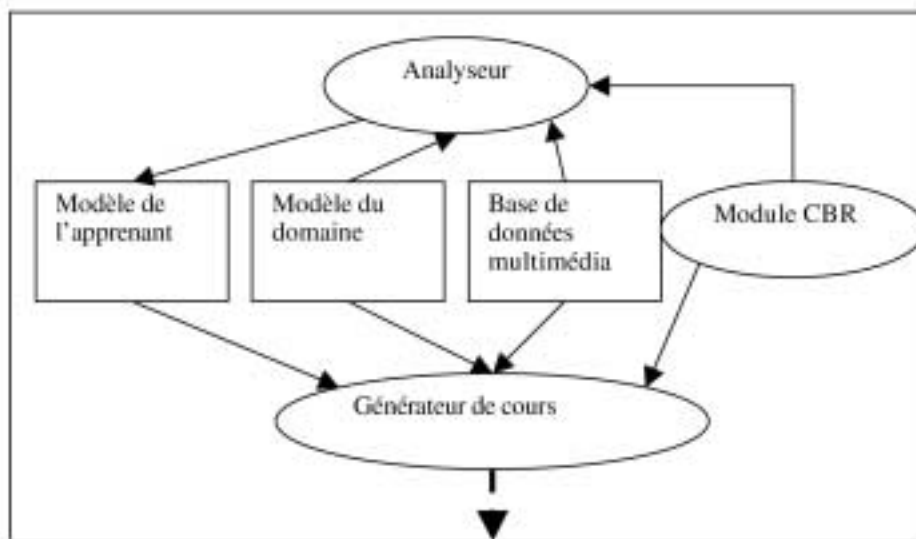 Analyseur
Modèle de
l'apprenant
Modèle du
domaine
Base de
données
multimédia
Module CBR
Générateur de cours